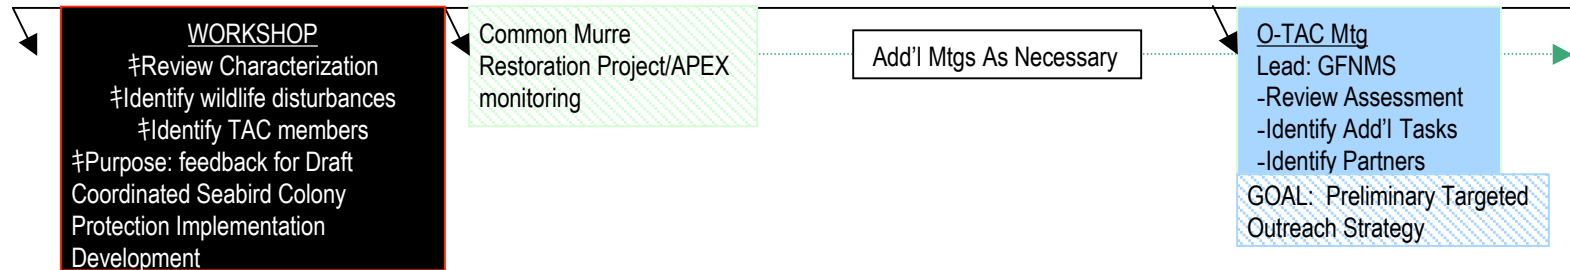 WORKSHOP
‡Review Characterization
‡Identify wildlife disturbances
‡Identify TAC members
‡Purpose: feedback for Draft
Coordinated Seabird Colony
Protection Implementation
Development
Common Murre
Restoration Project/APEX
monitoring
Add'l Mtgs As Necessary
O-TAC Mtg
Lead: GFNMS
-Review Assessment
-Identify Add'l Tasks
-Identify Partners
GOAL: Preliminary Targeted
Outreach Strategy